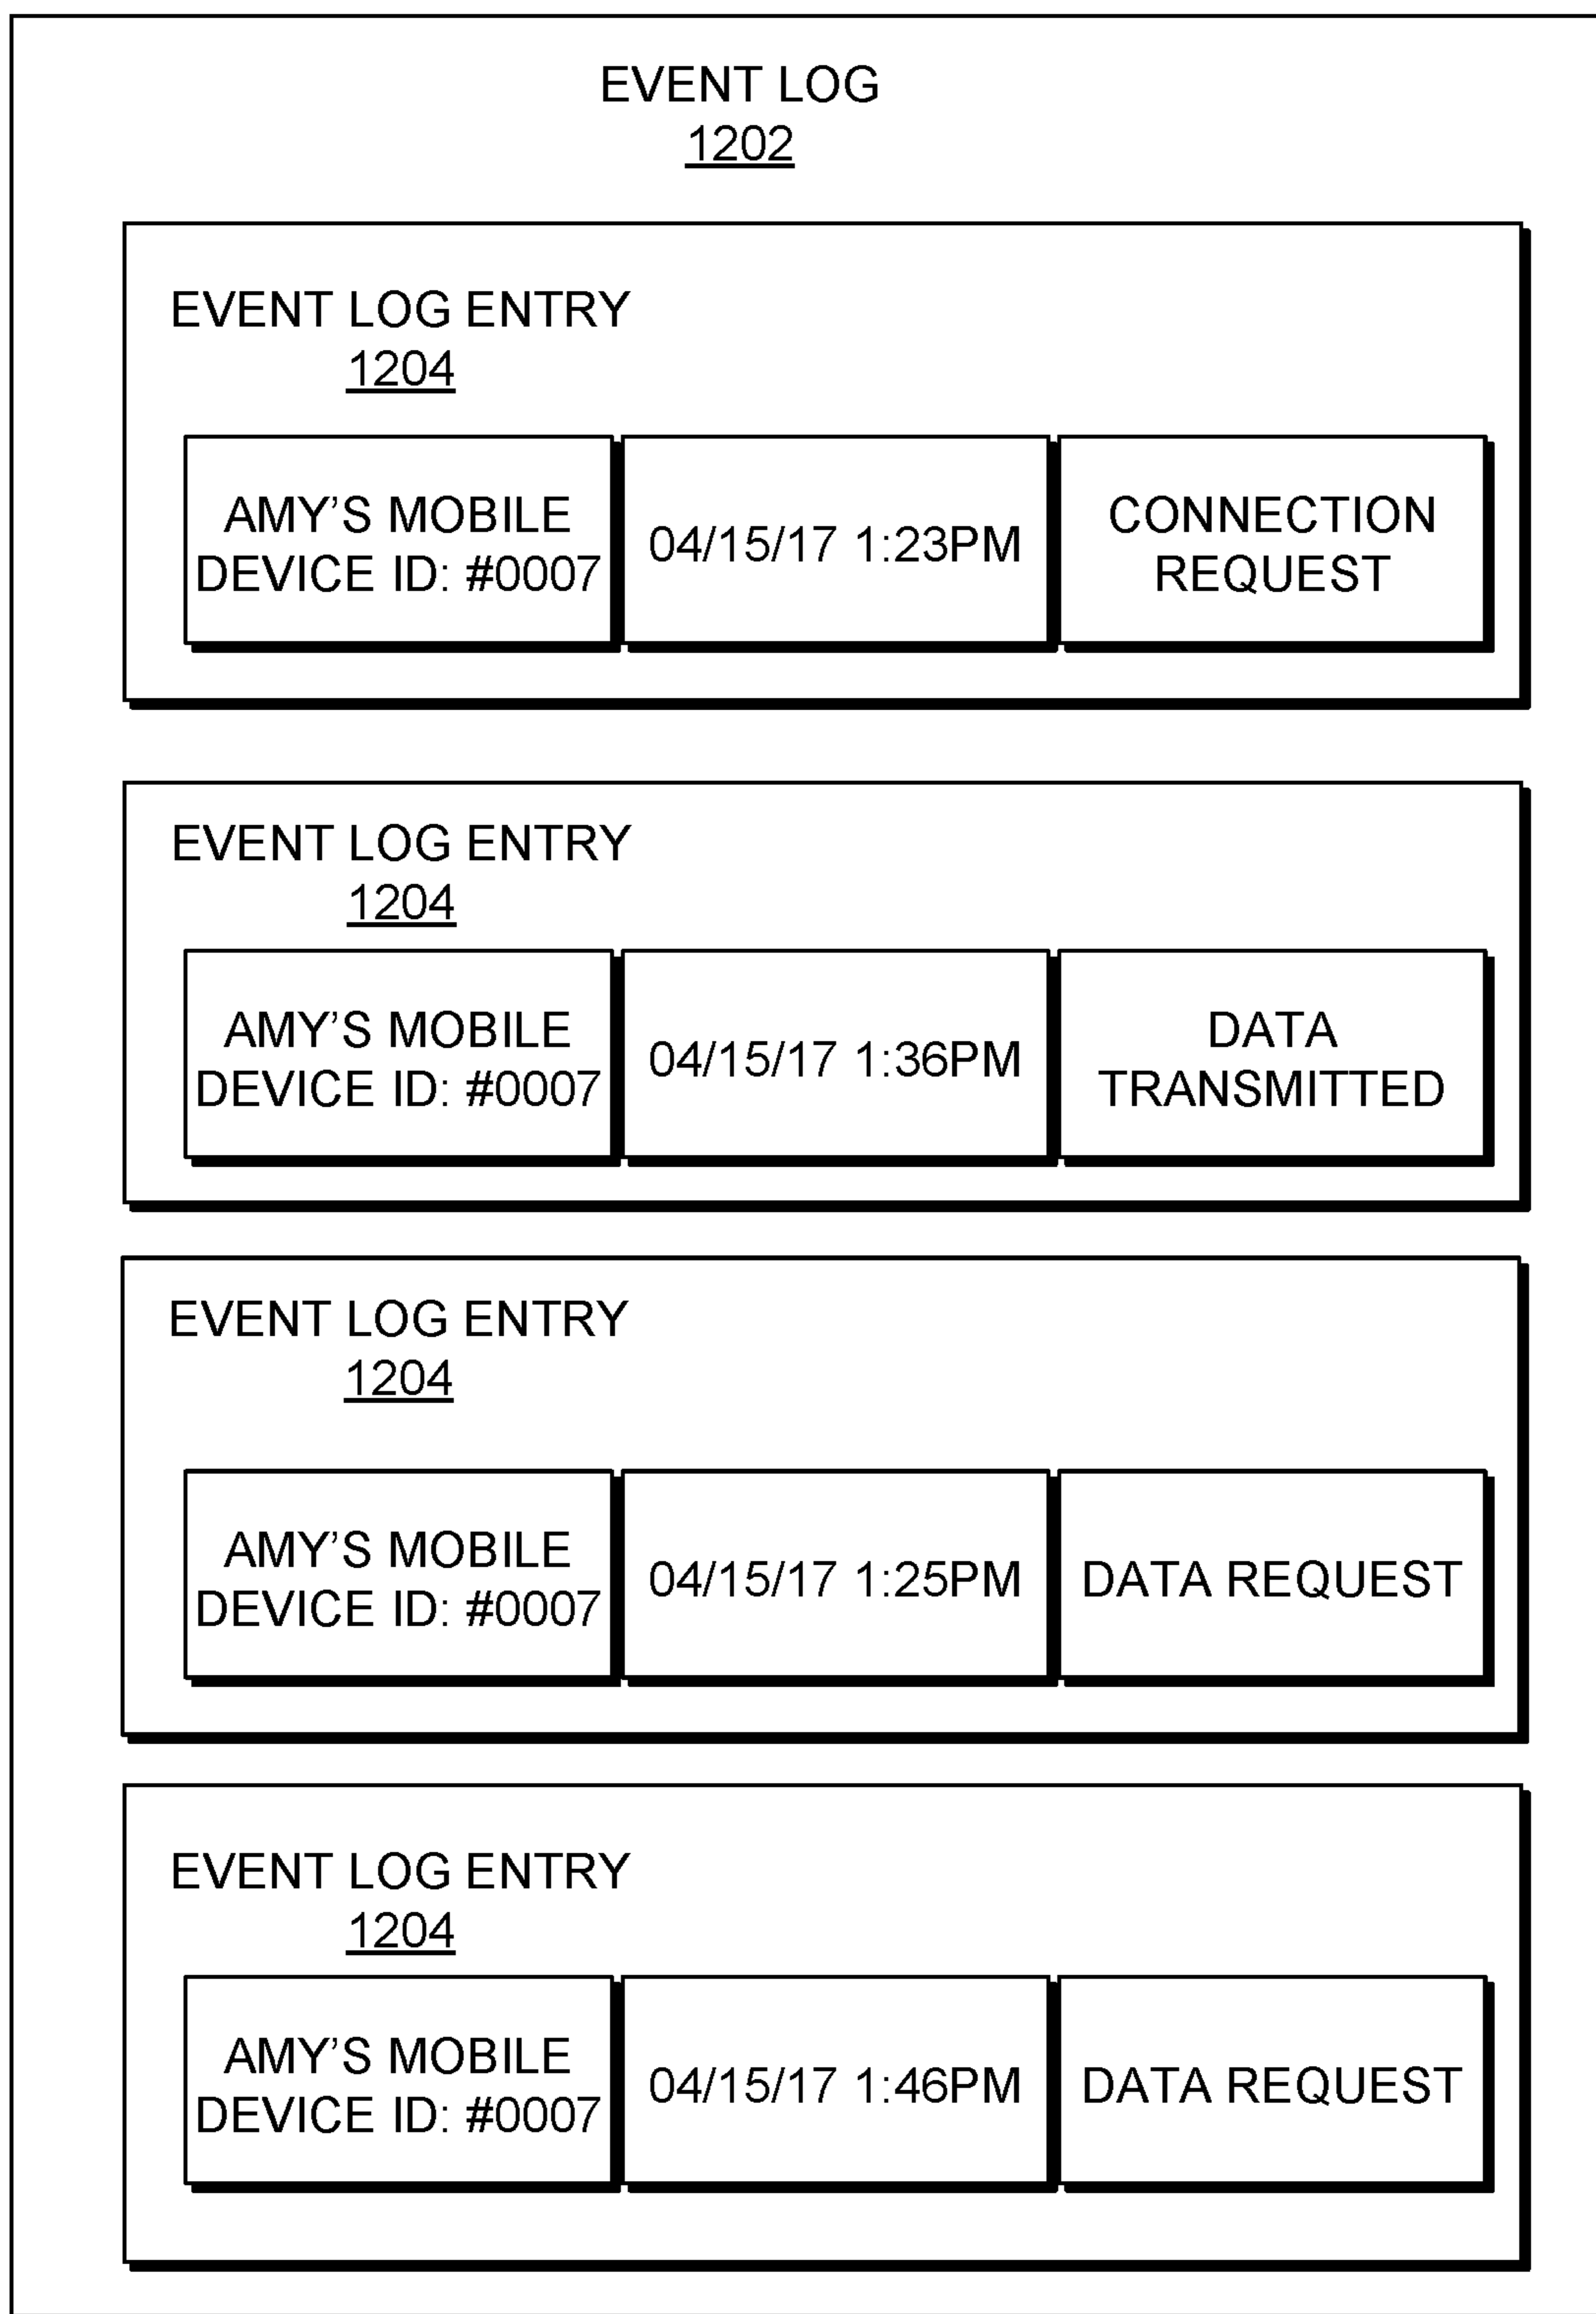 EVENT LOG
1202
EVENT LOG ENTRY
1204
AMY'S MOBILE
DEVICE ID: #0007
04/15/17 1:23PM
CONNECTION
REQUEST
EVENT LOG ENTRY
1204
AMY'S MOBILE
DEVICE ID: #0007
04/15/17 1:36PM
DATA
TRANSMITTED
EVENT LOG ENTRY
1204
AMY'S MOBILE
DEVICE ID: #0007
04/15/17 1:25PM
DATA REQUEST
EVENT LOG ENTRY
1204
AMY'S MOBILE
DEVICE ID: #0007
04/15/17 1:46PM
DATA REQUEST